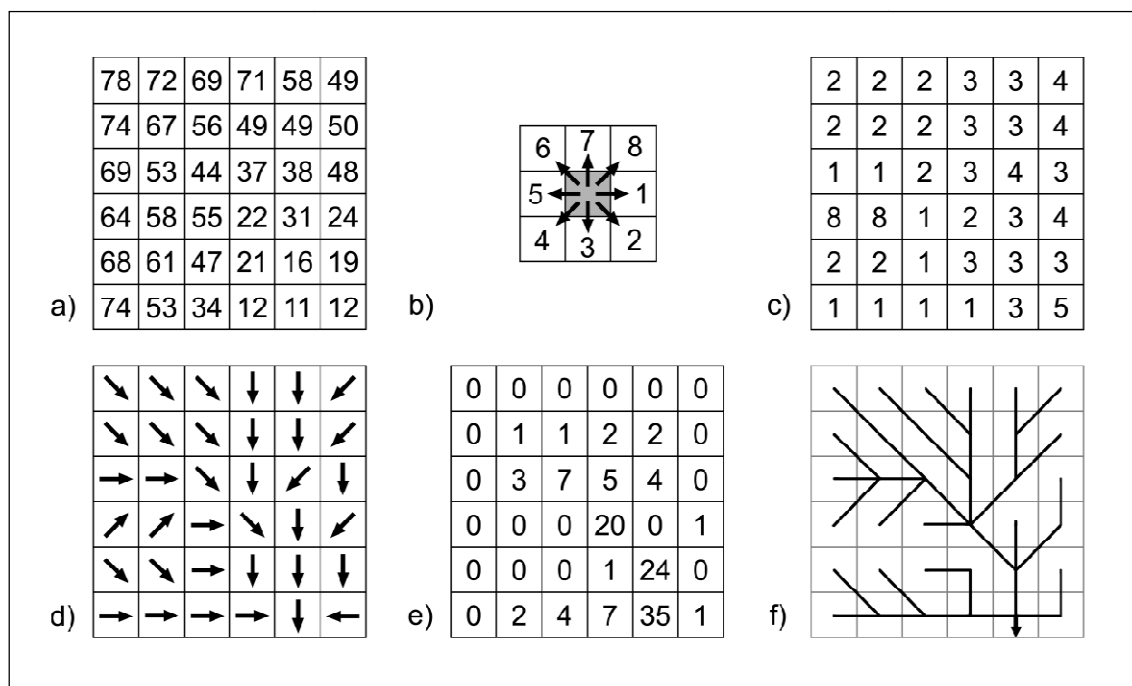 78 72 69 71 58 49
74 67 56 49 49 50
69 53 44 37 38 48
64 58 55 22 31 24
68 61 47 21 16 19
a) 74 53 34 12 11 12
6 7 8
5 1
4 3 2
b)
2 2 2 3 3 4
2 2 2 3 3 4
1 1 2 3 4 3
8 8 1 2 3 4
2 2 1 3 3 3
c) 1 1 1 1 3 5
d)
0 0 0 0 0 0
0 1 1 2 2 0
0 3 7 5 4 0
0 0 0 20 0 1
0 0 0 1 24 0
e) 0 2 4 7 35 1
f)